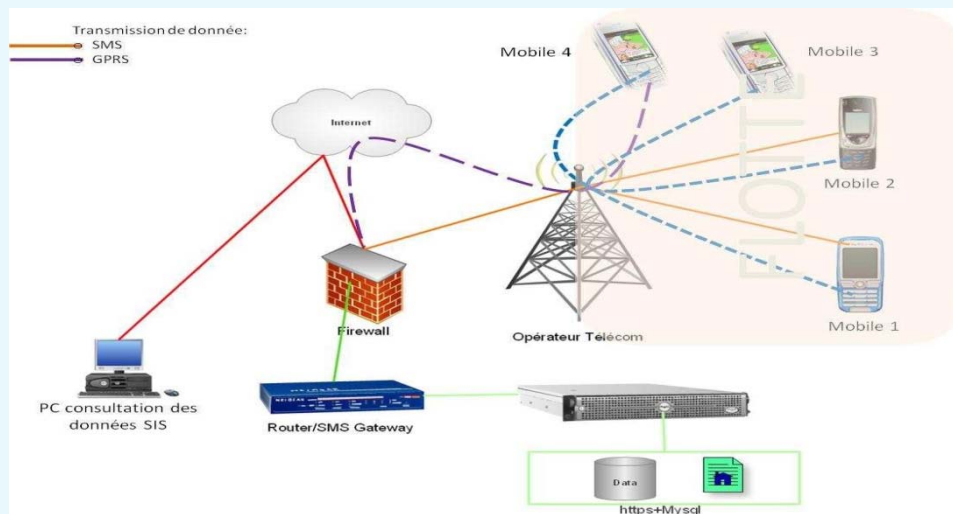 Transmission de donnée:
SMS
GPRS
Mobile 4
Mobile 3
Internet
FLOTTE
Mobile 2
Mobile 1
Firewall
Opérateur Télécom
PC consultation des
données SIS
NETGEAR
Router/SMS Gateway
Data
https+Mysql